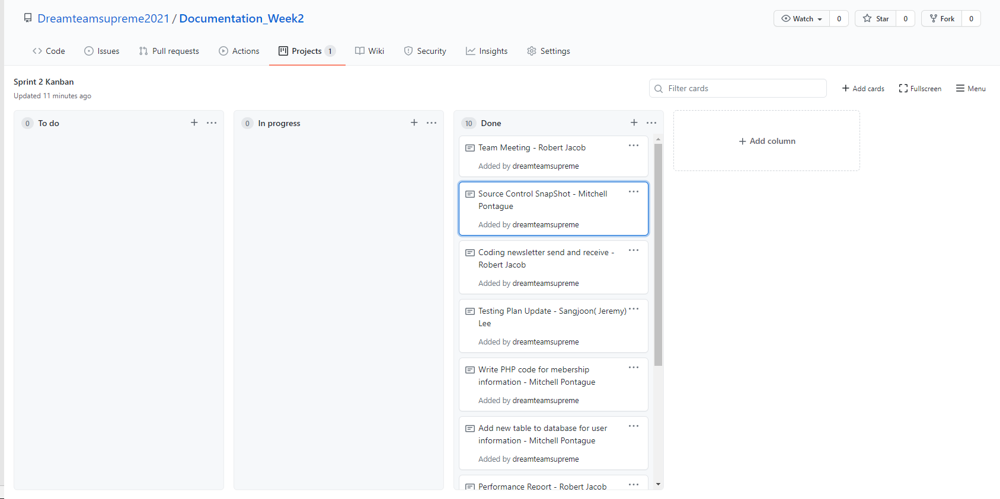 Dreamteamsupreme2021 / Documentation_Week2
Watch 0
Star 0
Fork 0
Code
Issues
Pull requests
Actions
Projects 1
Wiki
Security
Insights
Settings
Sprint 2 Kanban
Updated 11 minutes ago
Filter cards
+ Add cards
Fullscreen
Menu
0 To do + ...
0 In progress + ...
10 Done + ...
Team Meeting - Robert Jacob ...
Added by dreamteamsupreme
Source Control SnapShot - Mitchell ...
Pontague
Added by dreamteamsupreme
Coding newsletter send and receive - ...
Robert Jacob
Added by dreamteamsupreme
Testing Plan Update - Sangjoon( Jeremy) ...
Lee
Added by dreamteamsupreme
Write PHP code for mebership ...
information - Mitchell Pontague
Added by dreamteamsupreme
Add new table to database for user ...
information - Mitchell Pontague
Added by dreamteamsupreme
Performance Report - Robert Jacob ...
+ Add column